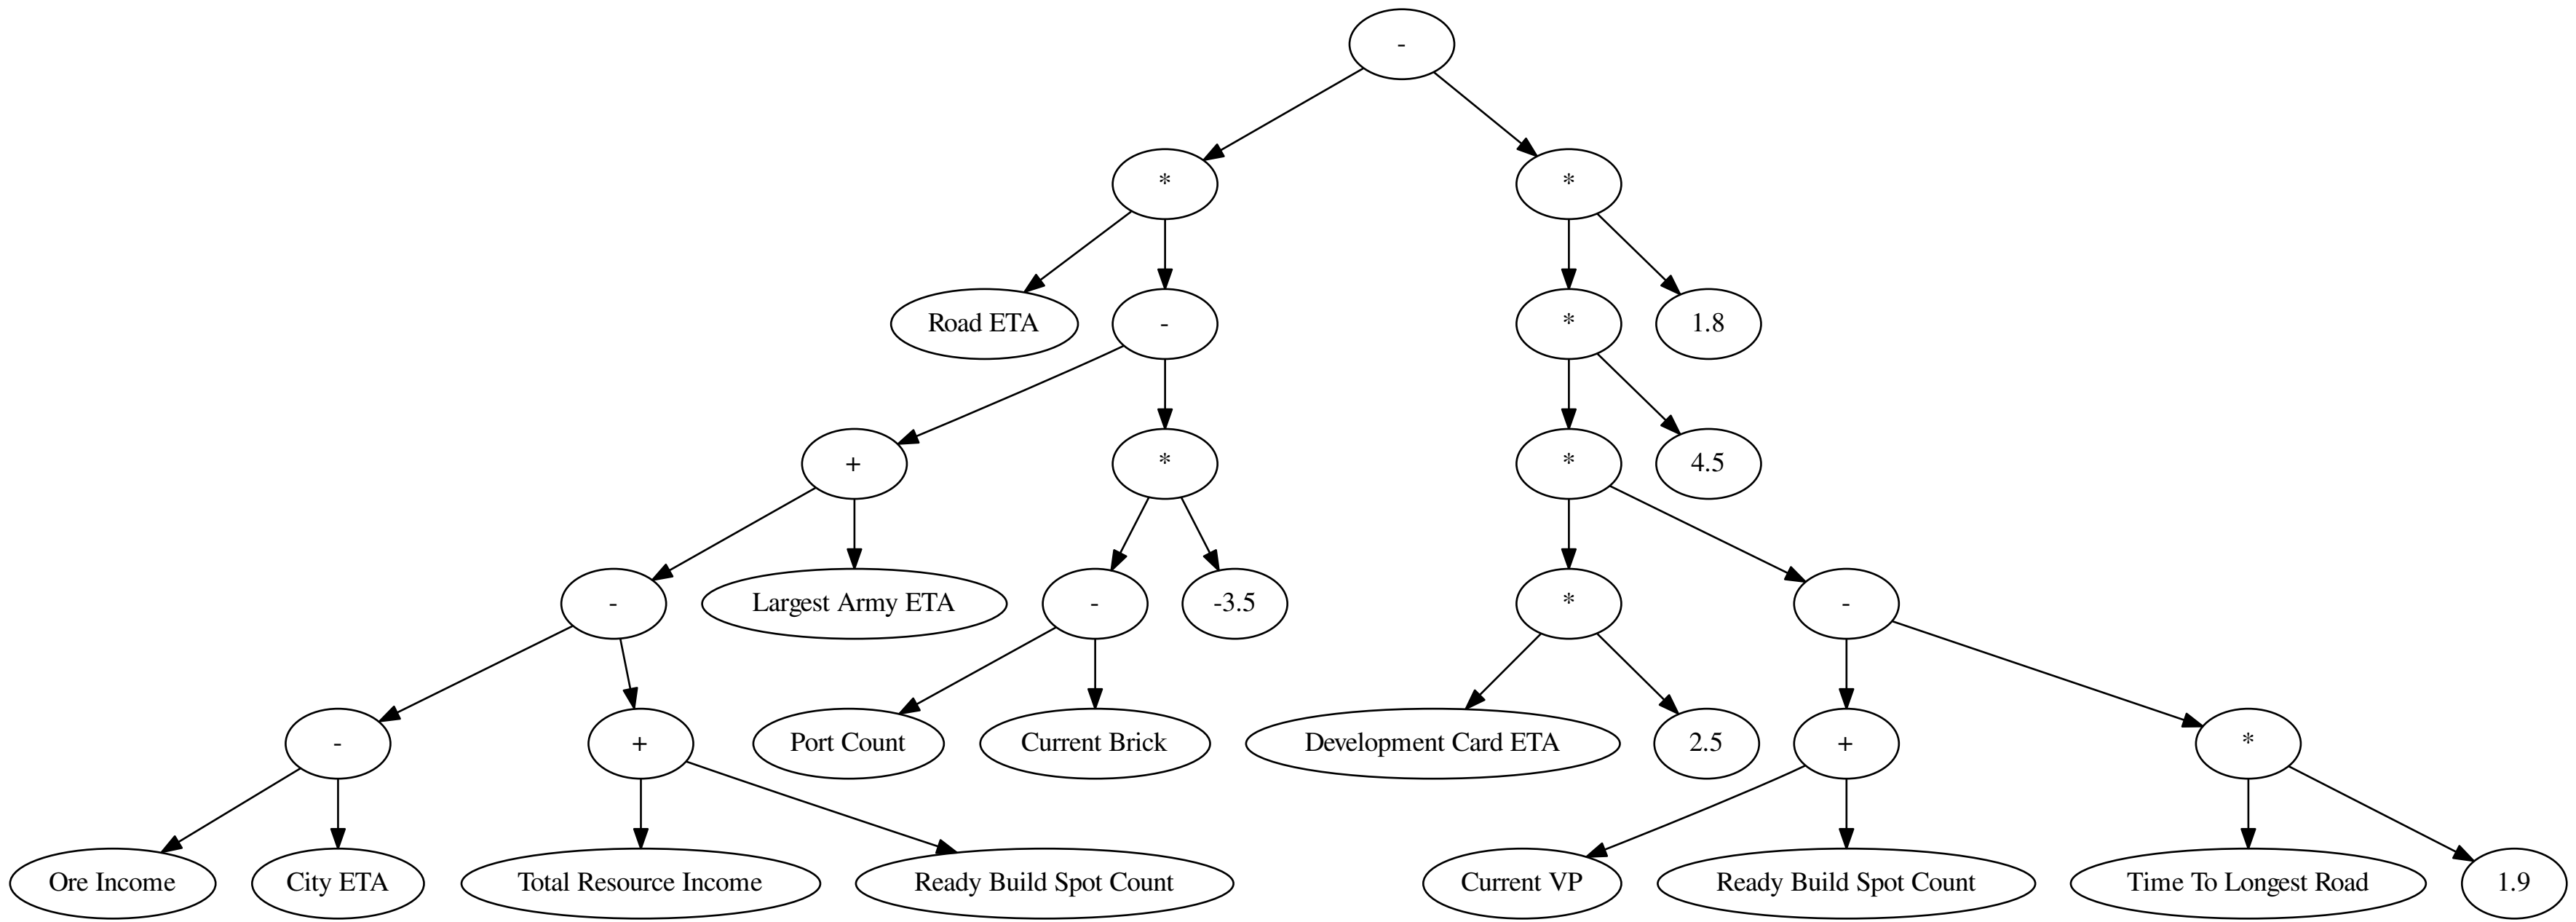 -
*
*
Road ETA
-
*
1.8
+
*
*
4.5
-
Largest Army ETA
-
-3.5
*
-
-
+
Port Count
Current Brick
Development Card ETA
2.5
+
*
Ore Income
City ETA
Total Resource Income
Ready Build Spot Count
Current VP
Ready Build Spot Count
Time To Longest Road
1.9